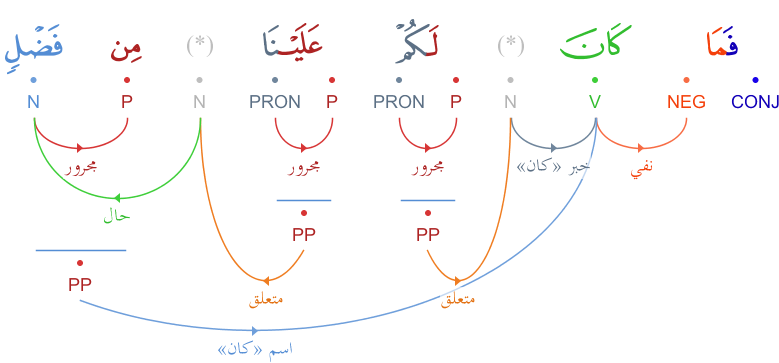 فَمَا كَانَ (*) لَكُمْ عَلَيْنَا (*) مِن فَضْلٍ
CONJ NEG V N P PRON P PRON N P N
نفي خبر «كان» مجرور مجرور مجرور
حال
PP PP
PP متعلق متعلق
اسم «كان»